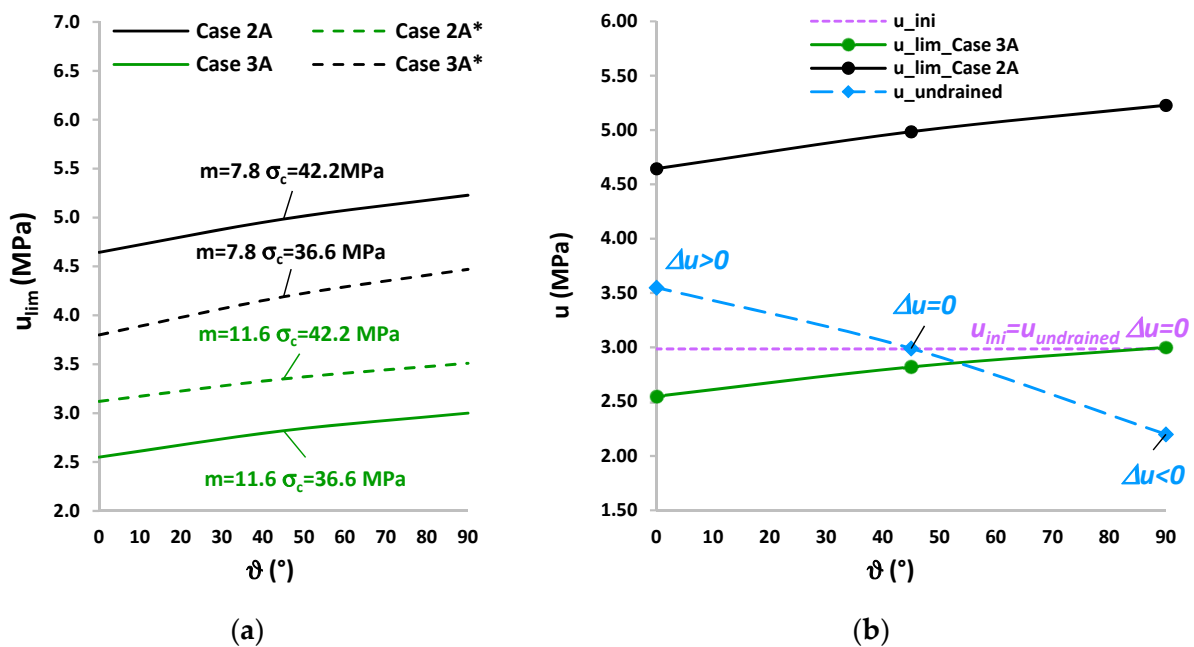 7.0
6.5
6.0
5.5
5.0
4.5
4.0
3.5
3.0
2.5
2.0
u_lim (MPa)
Case 2A
Case 2A*
Case 3A
Case 3A*
m=7.8 σ_c=42.2MPa
m=7.8 σ_c=36.6 MPa
m=11.6 σ_c=42.2 MPa
m=11.6 σ_c=36.6 MPa
0 10 20 30 40 50 60 70 80 90
ϑ (°)
(a)
6.00
5.50
5.00
4.50
4.00
3.50
3.00
2.50
2.00
1.50
u (MPa)
u_ini
u_lim_Case 3A
u_lim_Case 2A
u_undrained
Δu>0
Δu=0
u_ini=u_undrained Δu=0
Δu<0
0 10 20 30 40 50 60 70 80 90
ϑ (°)
(b)